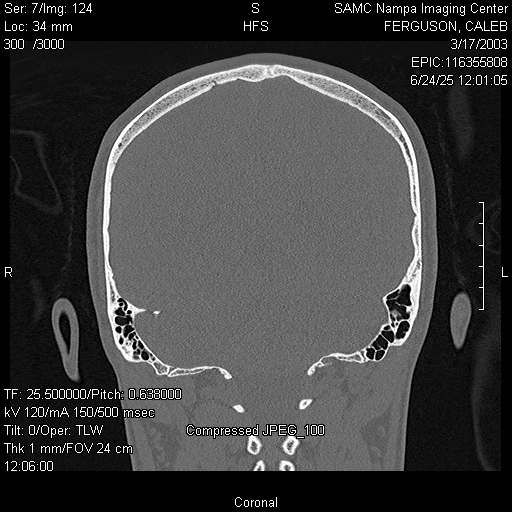 Ser: 7/Img: 124
Loc: 34 mm
300 /3000
S
HFS
SAMC Nampa Imaging Center
FERGUSON, CALEB
3/17/2003
EPIC:116355808
6/24/25 12:01:05
R
L
TF: 25.500000/Pitch: 0.638000
kV 120/mA 150/500 msec
Tilt: 0/Oper: TLW
Compressed JPEG_100
Thk 1 mm/FOV 24 cm
12:06:00
Coronal